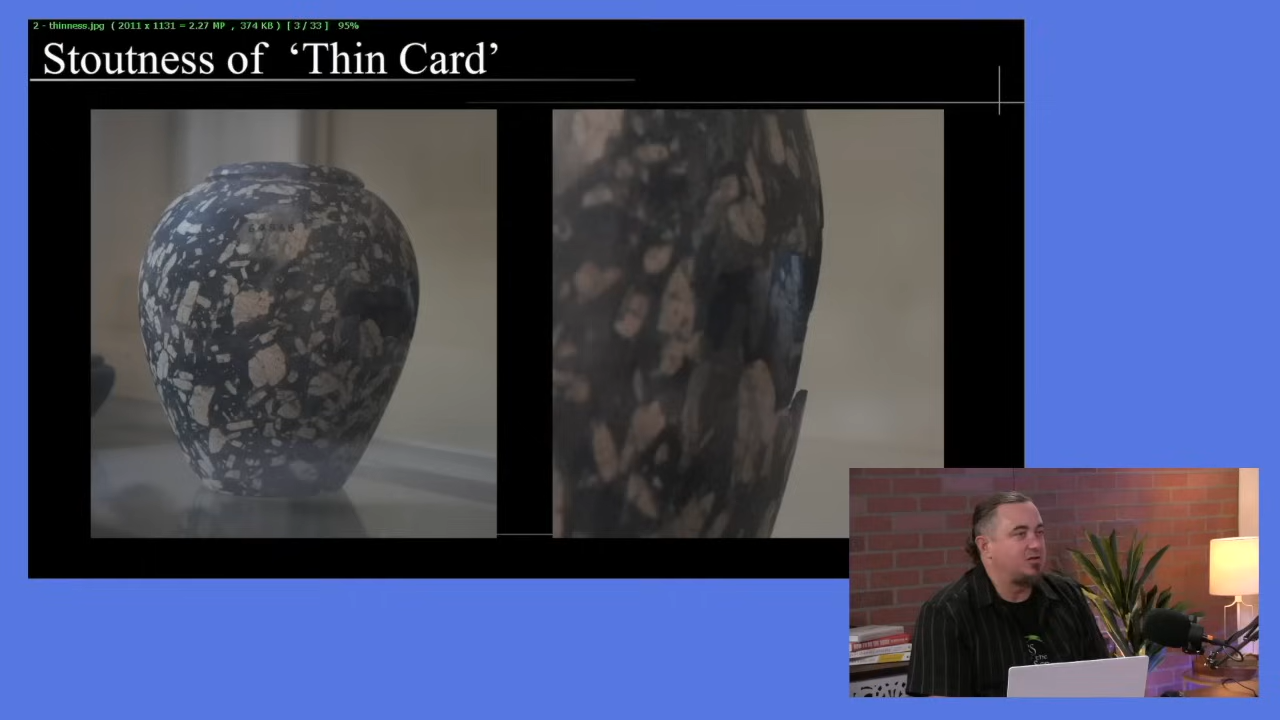 2 - thinness.jpg ( 2011 x 1131 = 2.27 MP , 374 KB ) [ 3 / 33 ] 95%
Stoutness of ‘Thin Card’